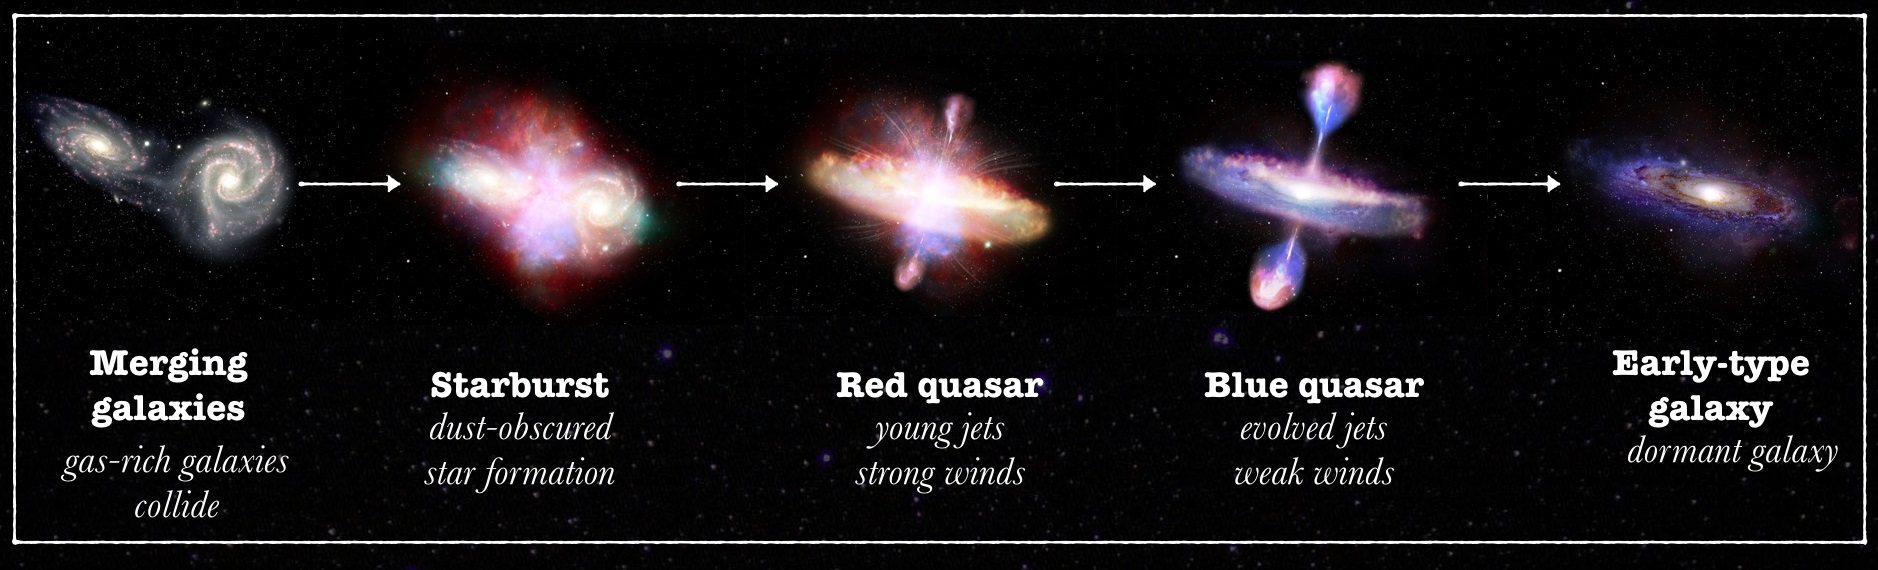 Merging
galaxies
gas-rich galaxies
collide
Starburst
dust-obscured
star formation
Red quasar
young jets
strong winds
Blue quasar
evolved jets
weak winds
Early-type
galaxy
dormant galaxy